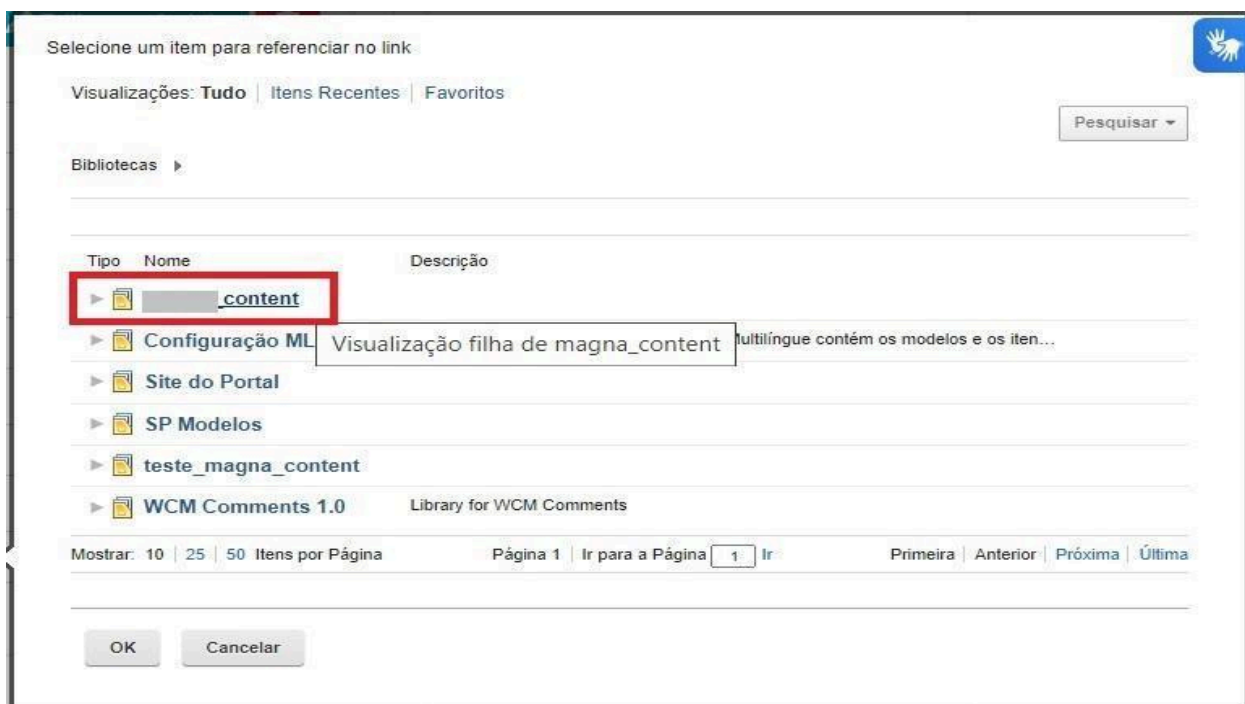 Selecione um item para referenciar no link
Visualizações: Tudo | Itens Recentes | Favoritos
Pesquisar
Bibliotecas
Tipo Nome Descrição
_content
Configuração ML Multilíngue contém os modelos e os iten...
Visualização filha de magna_content
Site do Portal
SP Modelos
teste_magna_content
WCM Comments 1.0 Library for WCM Comments
Mostrar: 10 | 25 | 50 Itens por Página Página 1 | Ir para a Página 1 Ir Primeira | Anterior | Próxima | Última
OK Cancelar